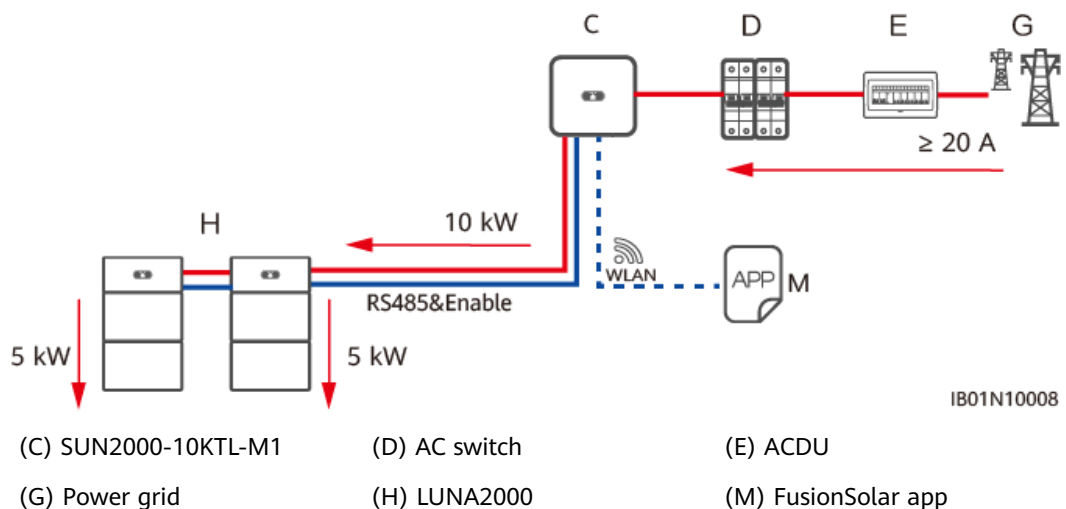 C D E G
≥ 20 A
H
10 kW
WLAN
APP M
RS485&Enable
5 kW 5 kW
IB01N10008
(C) SUN2000-10KTL-M1 (D) AC switch (E) ACDU
(G) Power grid (H) LUNA2000 (M) FusionSolar app